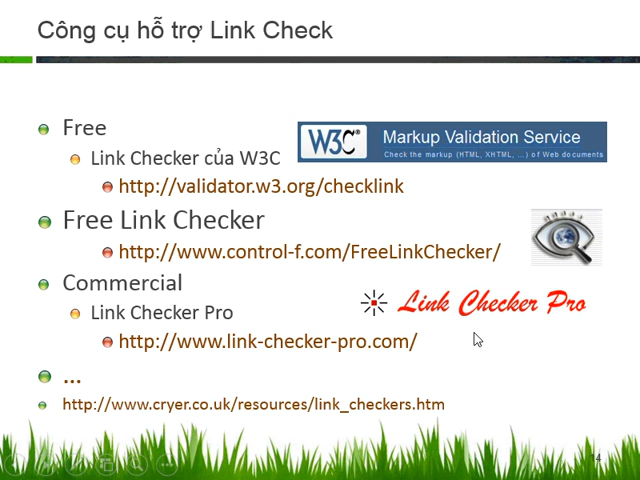 Công cụ hỗ trợ Link Check
Free
Link Checker của W3C
http://validator.w3.org/checklink
W3C® Markup Validation Service
Check the markup (HTML, XHTML, …) of Web documents
Free Link Checker
http://www.control-f.com/FreeLinkChecker/
Commercial
Link Checker Pro
Link Checker Pro
http://www.link-checker-pro.com/
...
http://www.cryer.co.uk/resources/link_checkers.htm
14